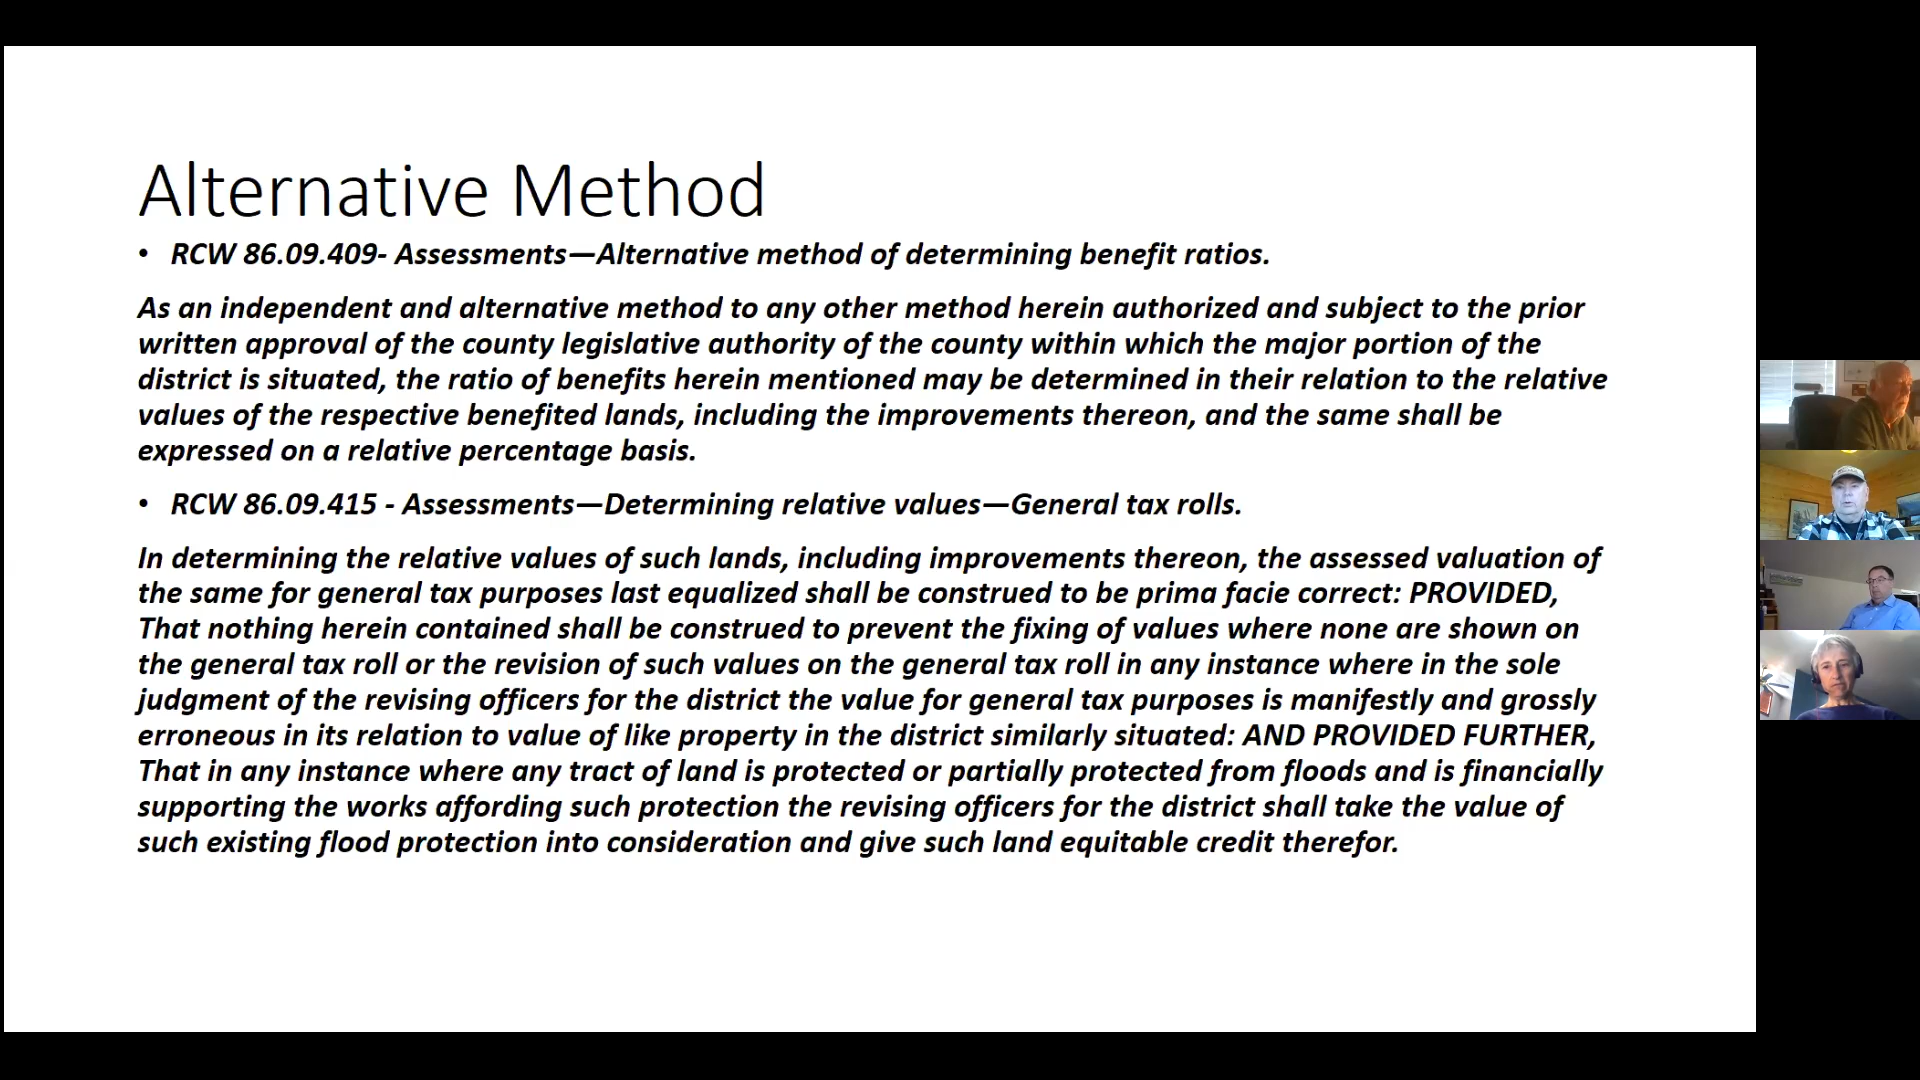 Alternative Method
• RCW 86.09.409- Assessments—Alternative method of determining benefit ratios.
As an independent and alternative method to any other method herein authorized and subject to the prior
written approval of the county legislative authority of the county within which the major portion of the
district is situated, the ratio of benefits herein mentioned may be determined in their relation to the relative
values of the respective benefited lands, including the improvements thereon, and the same shall be
expressed on a relative percentage basis.
• RCW 86.09.415 - Assessments—Determining relative values—General tax rolls.
In determining the relative values of such lands, including improvements thereon, the assessed valuation of
the same for general tax purposes last equalized shall be construed to be prima facie correct: PROVIDED,
That nothing herein contained shall be construed to prevent the fixing of values where none are shown on
the general tax roll or the revision of such values on the general tax roll in any instance where in the sole
judgment of the revising officers for the district the value for general tax purposes is manifestly and grossly
erroneous in its relation to value of like property in the district similarly situated: AND PROVIDED FURTHER,
That in any instance where any tract of land is protected or partially protected from floods and is financially
supporting the works affording such protection the revising officers for the district shall take the value of
such existing flood protection into consideration and give such land equitable credit therefor.